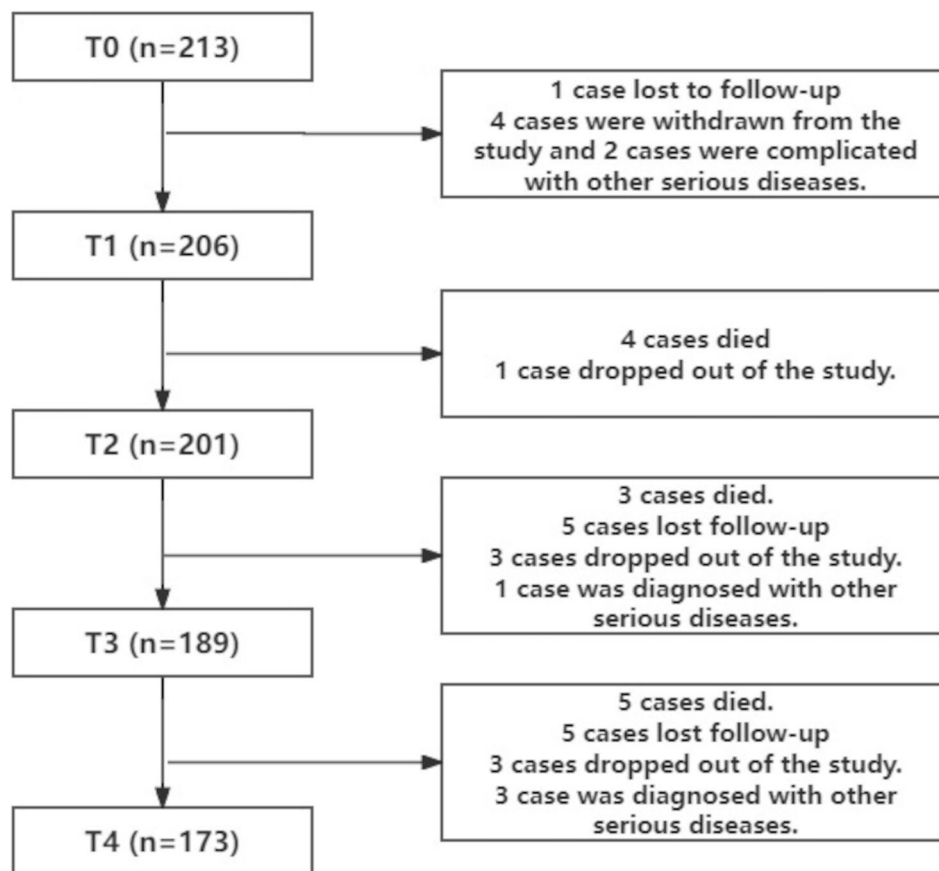 T0 (n=213)
1 case lost to follow-up
4 cases were withdrawn from the
study and 2 cases were complicated
with other serious diseases.
T1 (n=206)
4 cases died
1 case dropped out of the study.
T2 (n=201)
3 cases died.
5 cases lost follow-up
3 cases dropped out of the study.
1 case was diagnosed with other
serious diseases.
T3 (n=189)
5 cases died.
5 cases lost follow-up
3 cases dropped out of the study.
3 case was diagnosed with other
serious diseases.
T4 (n=173)